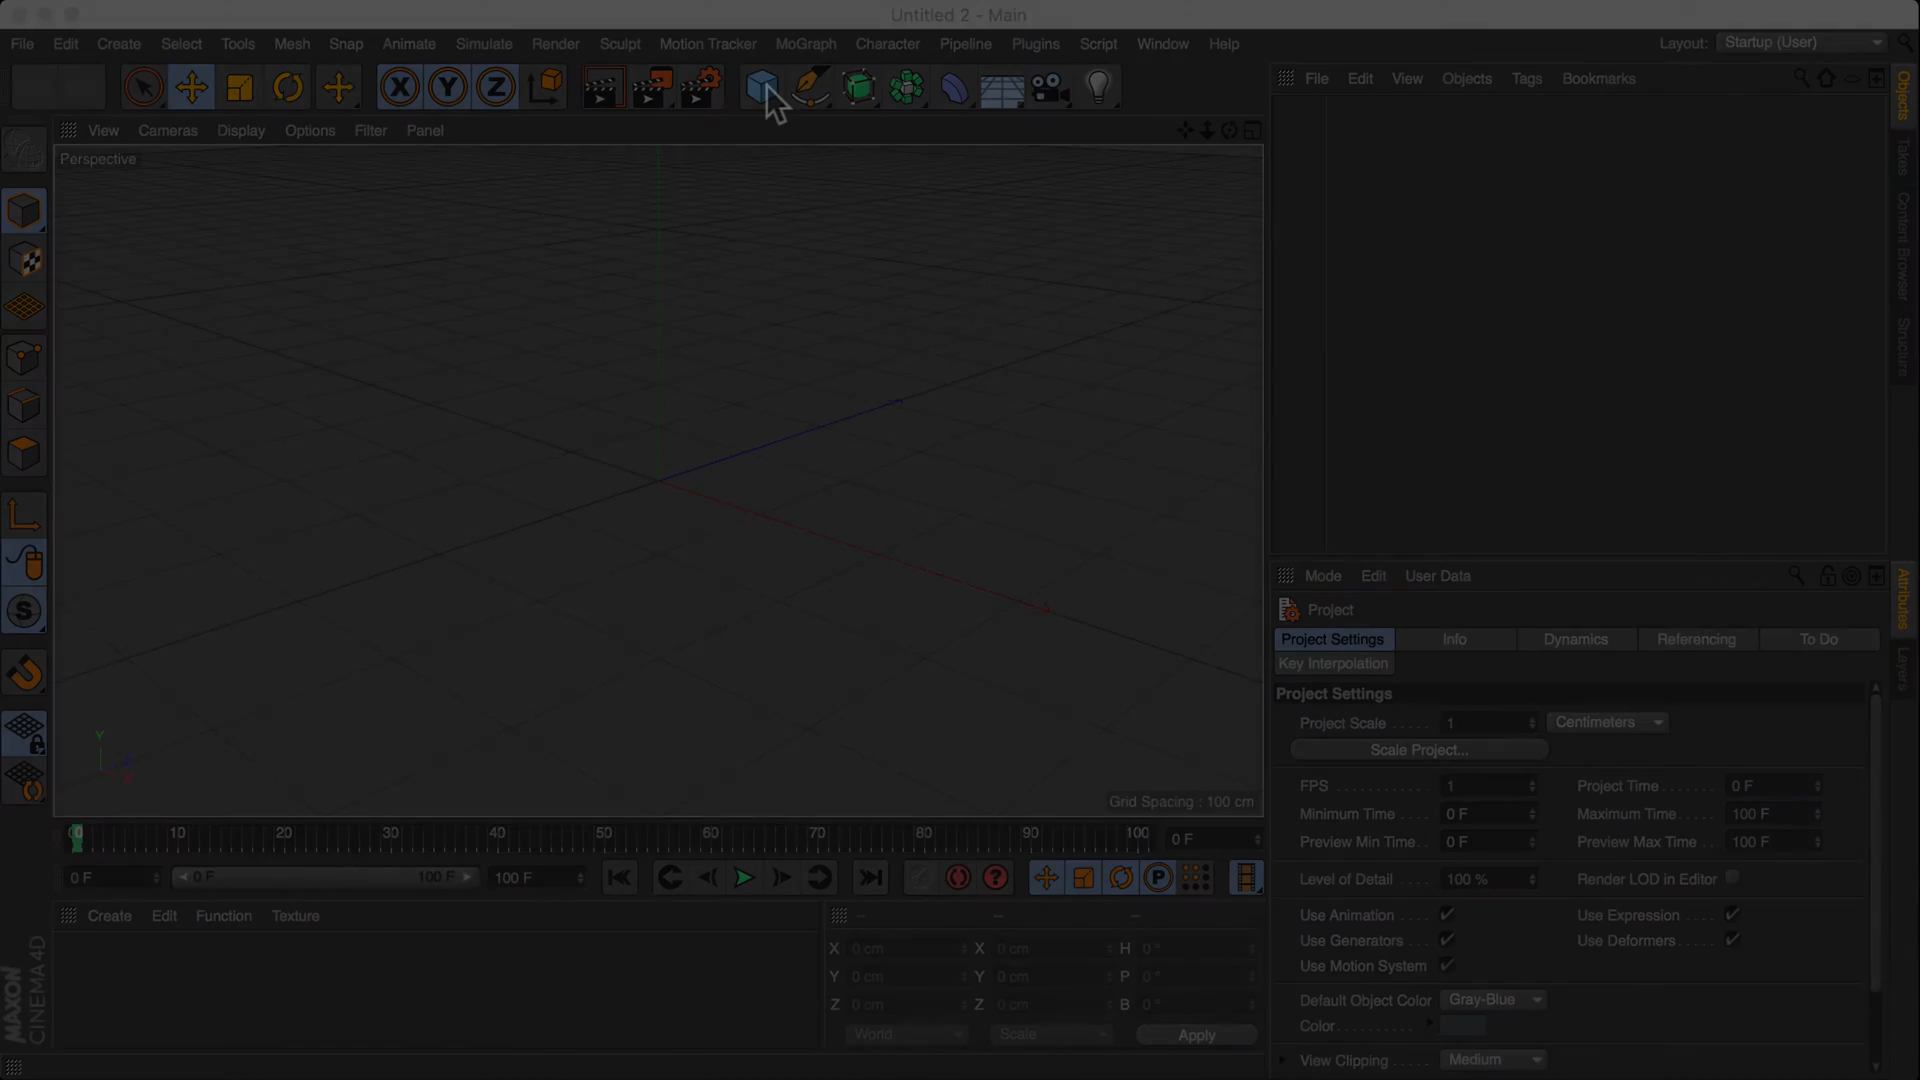 Untitled 2 - Main
File Edit Create Select Tools Mesh Snap Animate Simulate Render Sculpt Motion Tracker MoGraph Character Pipeline Plugins Script Window Help
Layout: Startup (User)
X Y Z
File Edit View Objects Tags Bookmarks
View Cameras Display Options Filter Panel
Perspective
Objects
Takes
Content Browser
Structure
S
Y
Grid Spacing : 100 cm
Mode Edit User Data
Attributes
Layers
Project
Project Settings Info Dynamics Referencing To Do
Key Interpolation
Project Settings
Project Scale 1 Centimeters
Scale Project...
FPS 1 Project Time 0 F
Minimum Time 0 F Maximum Time 100 F
Preview Min Time 0 F Preview Max Time 100 F
Level of Detail 100 % Render LOD in Editor
Use Animation Use Expression
Use Generators Use Deformers
Use Motion System
Default Object Color Gray-Blue
Color
View Clipping Medium
0 10 20 30 40 50 60 70 80 90 100 0 F
0 F 0 F 100 F 100 F
? P
Create Edit Function Texture
X 0 cm X 0 cm H 0 °
Y 0 cm Y 0 cm P 0 °
Z 0 cm Z 0 cm B 0 °
World Scale Apply
MAXON
CINEMA 4D